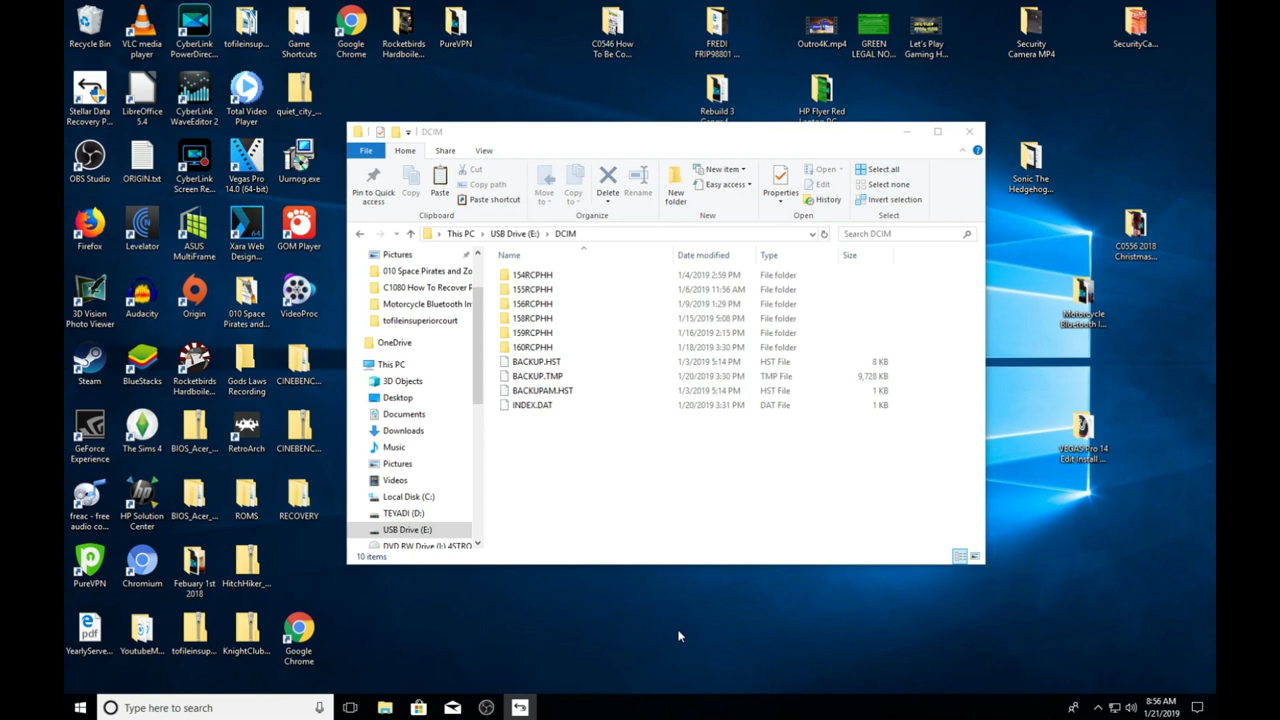 Recycle Bin
VLC media
player
CyberLink
PowerDirec...
tofileinsup...
Game
Shortcuts
Google
Chrome
Rocketbirds
Hardboile...
PureVPN
C0546 How
To Be Co...
FREDI
FRIP98801 ...
Outro4K.mp4
GREEN
LEGAL NO...
Let's Play
Gaming H...
Security
Camera MP4
SecurityCa...
Stellar Data
Recovery P...
LibreOffice
5.4
CyberLink
WaveEditor 2
Total Video
Player
quiet_city_...
Rebuild 3
HP Flyer Red
OBS Studio
ORIGIN.txt
CyberLink
Screen Re...
Vegas Pro
14.0 (64-bit)
Uurnog.exe
Sonic The
Hedgehog...
Firefox
Levelator
ASUS
MultiFrame
Xara Web
Design...
GOM Player
C0556 2018
Christmas...
3D Vision
Photo Viewer
Audacity
Origin
010 Space
Pirates and...
VideoProc
Motorcycle
Bluetooth I...
Steam
BlueStacks
Rocketbirds
Hardboile...
Gods Laws
Recording
CINEBENC...
GeForce
Experience
The Sims 4
BIOS_Acer_...
RetroArch
CINEBENC...
VEGAS Pro 14
Edit Install ...
freac - free
audio co...
HP Solution
Center
BIOS_Acer_...
ROMS
RECOVERY
PureVPN
Chromium
Febuary 1st
2018
HitchHiker_...
pdf
YearlyServe...
YoutubeM...
tofileinsup...
KnightClub...
Google
Chrome
DCIM
File
Home
Share
View
Pin to Quick
access
Copy
Paste
Cut
Copy path
Paste shortcut
Clipboard
Move
to
Copy
to
Delete
Rename
Organize
New
folder
New item
Easy access
New
Properties
Open
Edit
History
Open
Select all
Select none
Invert selection
Select
This PC
USB Drive (E:)
DCIM
Search DCIM
Pictures
010 Space Pirates and Zo
C1080 How To Recover F
Motorcycle Bluetooth In
tofileinsuperiorcourt
OneDrive
This PC
3D Objects
Desktop
Documents
Downloads
Music
Pictures
Videos
Local Disk (C:)
TEYADI (D:)
USB Drive (E:)
DVD RW Drive (I:) 4STRO
Name Date modified Type Size
154RCPHH 1/4/2019 2:59 PM File folder
155RCPHH 1/6/2019 11:56 AM File folder
156RCPHH 1/9/2019 1:29 PM File folder
158RCPHH 1/15/2019 5:08 PM File folder
159RCPHH 1/16/2019 2:15 PM File folder
160RCPHH 1/18/2019 3:30 PM File folder
BACKUP.HST 1/3/2019 5:14 PM HST File 8 KB
BACKUP.TMP 1/20/2019 3:30 PM TMP File 9,728 KB
BACKUPAM.HST 1/3/2019 5:14 PM HST File 1 KB
INDEX.DAT 1/20/2019 3:31 PM DAT File 1 KB
10 items
Type here to search
8:56 AM
1/21/2019